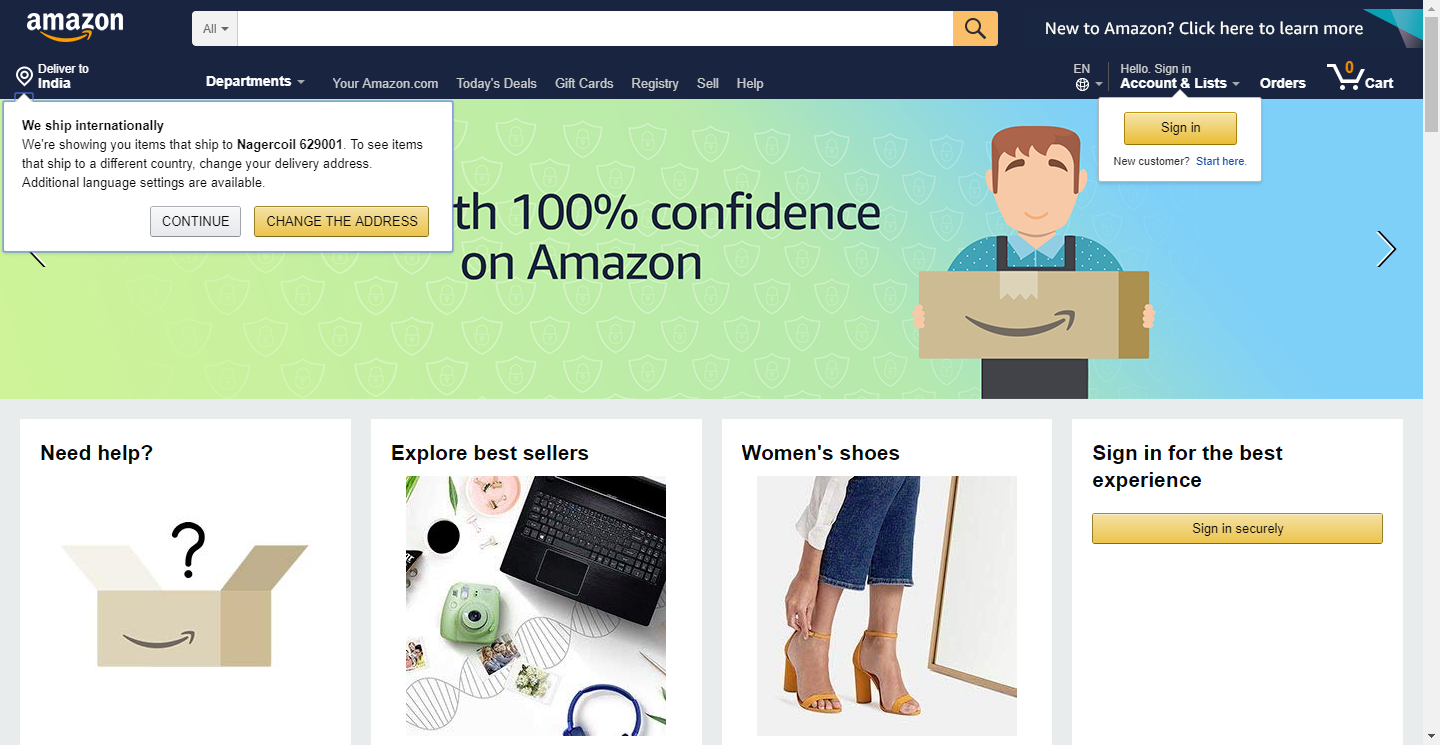 amazon
All
New to Amazon? Click here to learn more
Deliver to
India
Departments
Your Amazon.com Today's Deals Gift Cards Registry Sell Help
EN
Hello. Sign in
Account & Lists
Orders
0
Cart
We ship internationally
We're showing you items that ship to Nagercoil 629001. To see items
that ship to a different country, change your delivery address.
Additional language settings are available.
CONTINUE
CHANGE THE ADDRESS
Sign in
New customer? Start here.
th 100% confidence
on Amazon
Need help?
?
Explore best sellers
Women's shoes
Sign in for the best
experience
Sign in securely